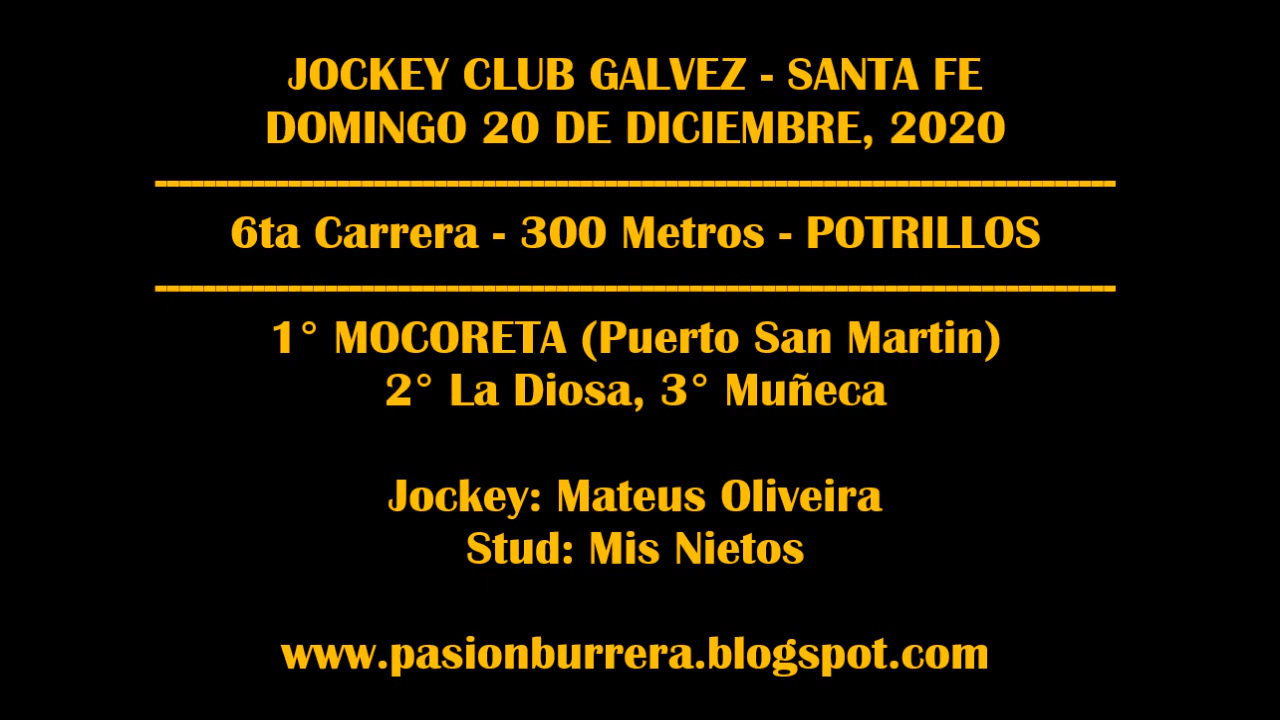 JOCKEY CLUB GALVEZ - SANTA FE
DOMINGO 20 DE DICIEMBRE, 2020
6ta Carrera - 300 Metros - POTRILLOS
1° MOCORETA (Puerto San Martin)
2° La Diosa, 3° Muñeca
Jockey: Mateus Oliveira
Stud: Mis Nietos
www.pasionburrera.blogspot.com